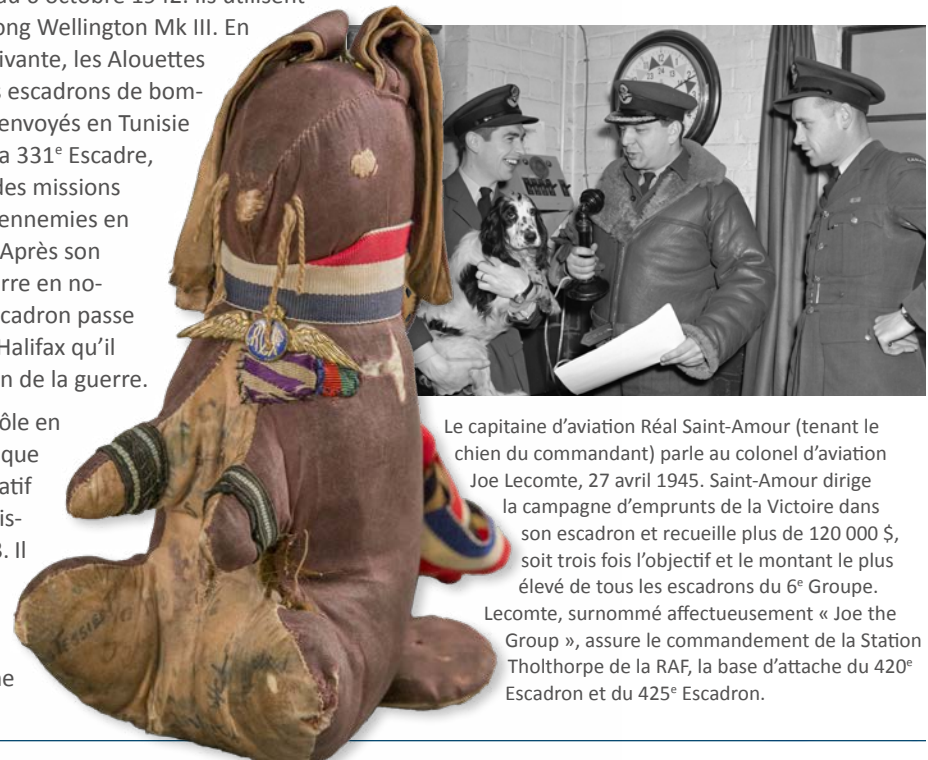 au 6 octobre 1942. Ils utilisent
ong Wellington Mk III. En
ivante, les Alouettes
s escadrons de bom-
envoyés en Tunisie
a 331e Escadre,
des missions
ennemies en
Après son
rre en no-
cadron passe
Halifax qu’il
n de la guerre.
ôle en
que
atif
is-
3. Il
ne
Le capitaine d’aviation Réal Saint-Amour (tenant le
chien du commandant) parle au colonel d’aviation
Joe Lecomte, 27 avril 1945. Saint-Amour dirige
la campagne d’emprunts de la Victoire dans
son escadron et recueille plus de 120 000 $,
soit trois fois l’objectif et le montant le plus
élevé de tous les escadrons du 6e Groupe.
Lecomte, surnommé affectueusement « Joe the
Group », assure le commandement de la Station
Tholthorpe de la RAF, la base d’attache du 420e
Escadron et du 425e Escadron.